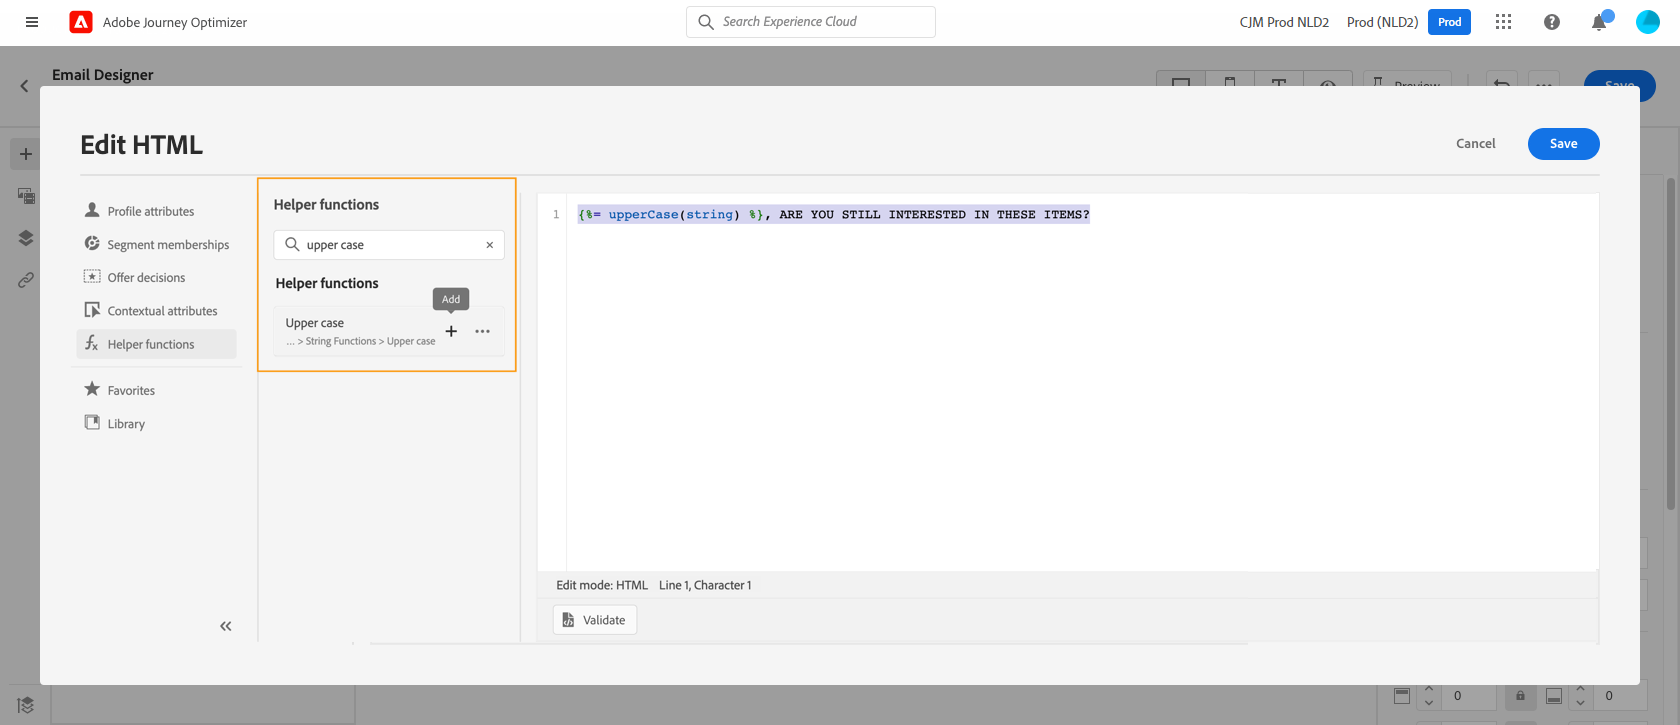 Adobe Journey Optimizer
Search Experience Cloud
CJM Prod NLD2
Prod (NLD2)
Prod
Email Designer
Preview
Save
Edit HTML
Cancel
Save
Profile attributes
Segment memberships
Offer decisions
Contextual attributes
Helper functions
Favorites
Library
Helper functions
upper case
Helper functions
Add
Upper case
... > String Functions > Upper case
1
{%= upperCase(string) %}, ARE YOU STILL INTERESTED IN THESE ITEMS?
Edit mode: HTML Line 1, Character 1
Validate
0
0